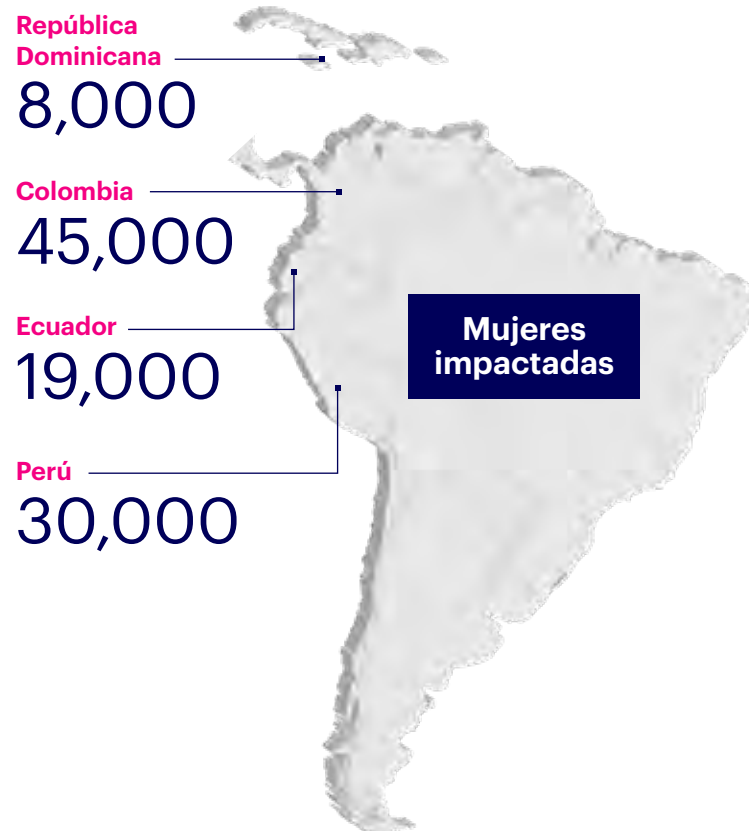 República
Dominicana
8,000
Colombia
45,000
Ecuador
19,000
Perú
30,000
Mujeres
impactadas